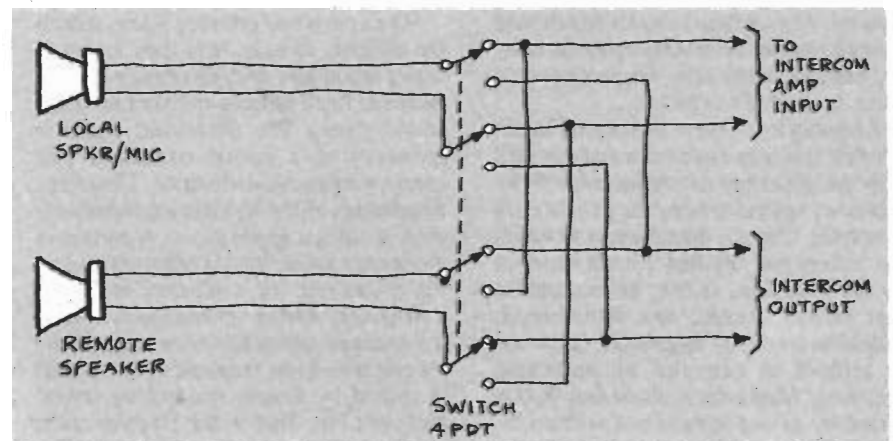 TO
INTERCOM
AMP
INPUT
LOCAL
SPKR/MIC
INTERCOM
OUTPUT
REMOTE
SPEAKER
SWITCH
4PDT